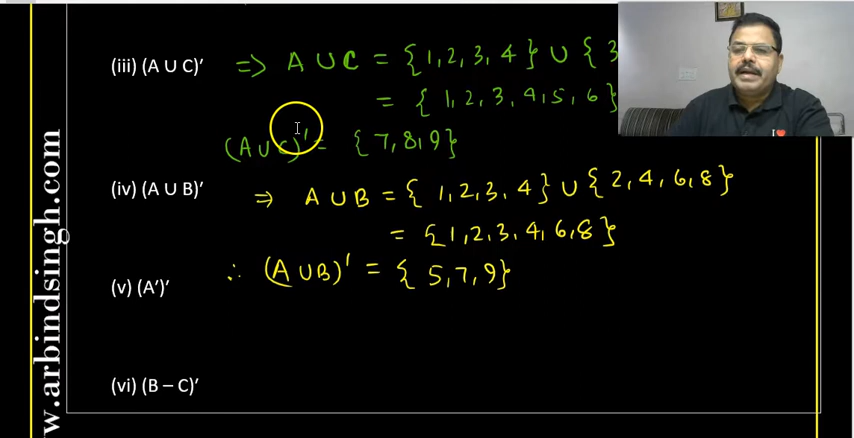 (iii) (A U C)′ => A ∪ C = { 1, 2, 3, 4 } ∪ { 3
= { 1, 2, 3, 4, 5, 6 }
(A ∪ C)′ = { 7, 8, 9 }
(iv) (A U B)′ => A ∪ B = { 1, 2, 3, 4 } ∪ { 2, 4, 6, 8 }
= { 1, 2, 3, 4, 6, 8 }
∴ (A ∪ B)′ = { 5, 7, 9 }
(v) (A′)′
(vi) (B – C)′
w.arbindsingh.com